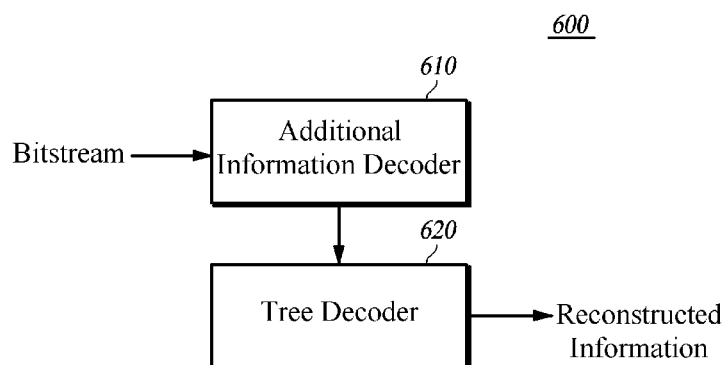 600
610
Additional
Information Decoder
Bitstream
620
Tree Decoder
Reconstructed
Information